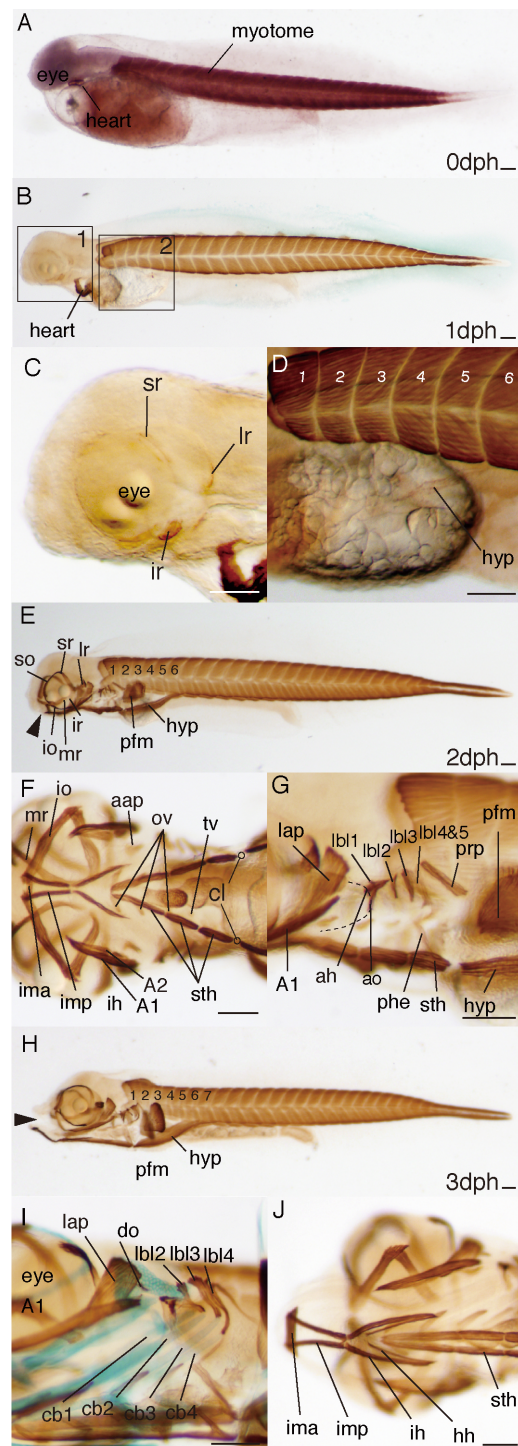 A
myotome
eye
heart
0dph
B
1
2
heart
1dph
C
sr
lr
eye
ir
D
1 2 3 4 5 6
hyp
E
so sr lr
1 2 3 4 5 6
io mr ir
pfm
hyp
2dph
F
mr io aap ov tv
cl
ima imp ih A2 A1 sth
G
lap lbl1 lbl2 lbl3 lbl4&5 prp pfm
A1 ah ao phe sth hyp
H
1 2 3 4 5 6 7
pfm
hyp
3dph
I
lap do lbl2 lbl3 lbl4
eye
A1
cb1 cb2 cb3 cb4
J
ima imp ih hh sth